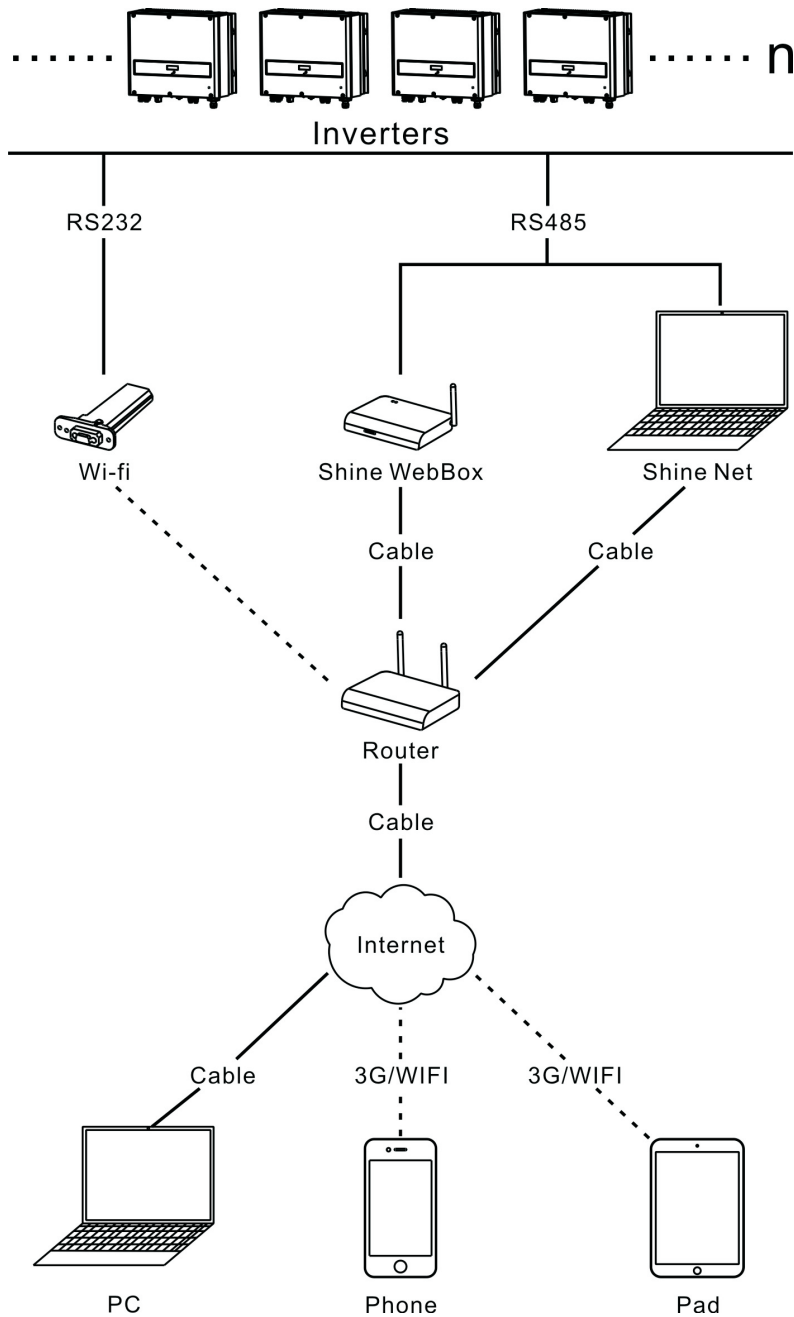 ...... n
Inverters
RS232 RS485
Wi-fi Shine WebBox Shine Net
Cable Cable
Router
Cable
Internet
Cable 3G/WIFI 3G/WIFI
PC Phone Pad